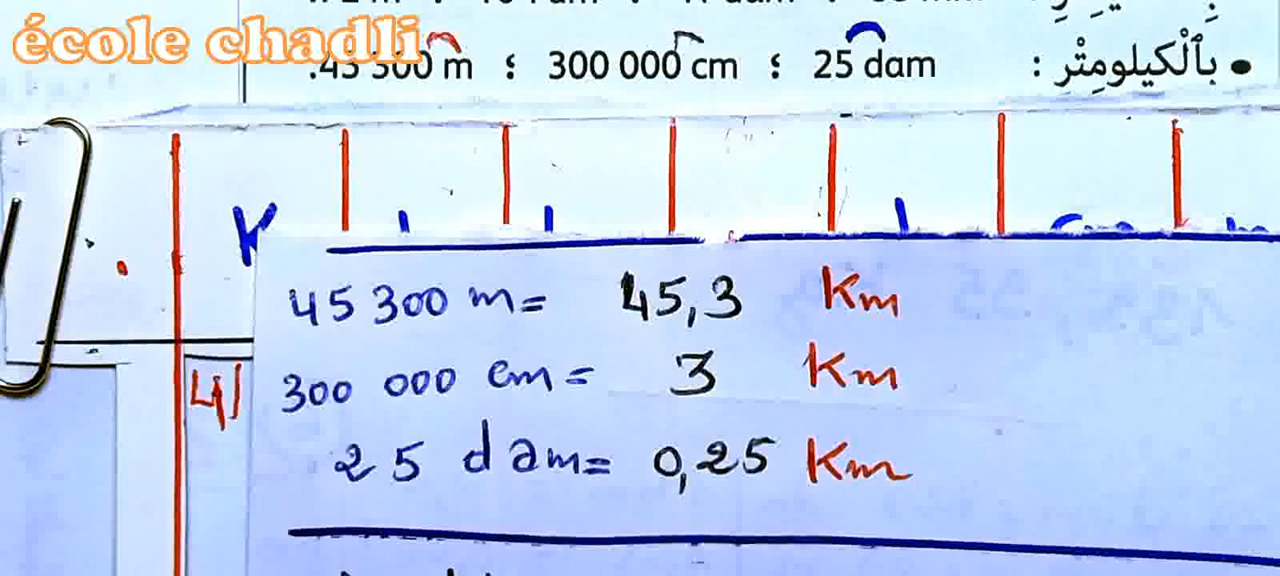 école chadli
• بِٱلْكيلومِتْرِ : 25 dam ؛ 300 000 cm ؛ 45 300 m.
K
45 300 m = 45,3 Km
4/
300 000 cm = 3 Km
25 dam = 0,25 Km